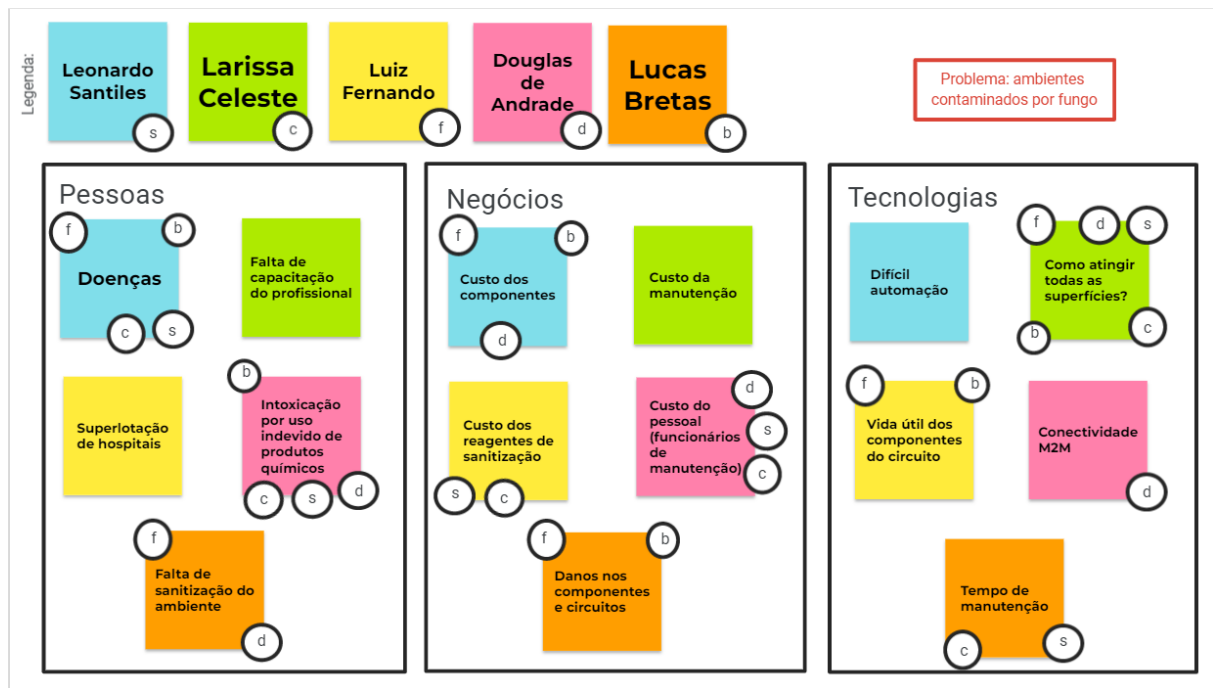 Legenda:
Leonardo
Santiles
s
Larissa
Celeste
c
Luiz
Fernando
f
Douglas
de
Andrade
d
Lucas
Bretas
b
Problema: ambientes
contaminados por fungo
Pessoas
f
b
Doenças
c
s
Falta de
capacitação
do profissional
Superlotação
de hospitais
b
Intoxicação
por uso
indevido de
produtos
químicos
c
s
d
f
Falta de
sanitização do
ambiente
d
Negócios
f
b
Custo dos
componentes
d
Custo da
manutenção
Custo dos
reagentes de
sanitização
s
c
d
Custo do
pessoal
(funcionários
de
manutenção)
s
c
f
b
Danos nos
componentes
e circuitos
Tecnologias
Difícil
automação
f
d
s
Como atingir
todas as
superfícies?
b
c
f
b
Vida útil dos
componentes
do circuito
Conectividade
M2M
d
Tempo de
manutenção
c
s